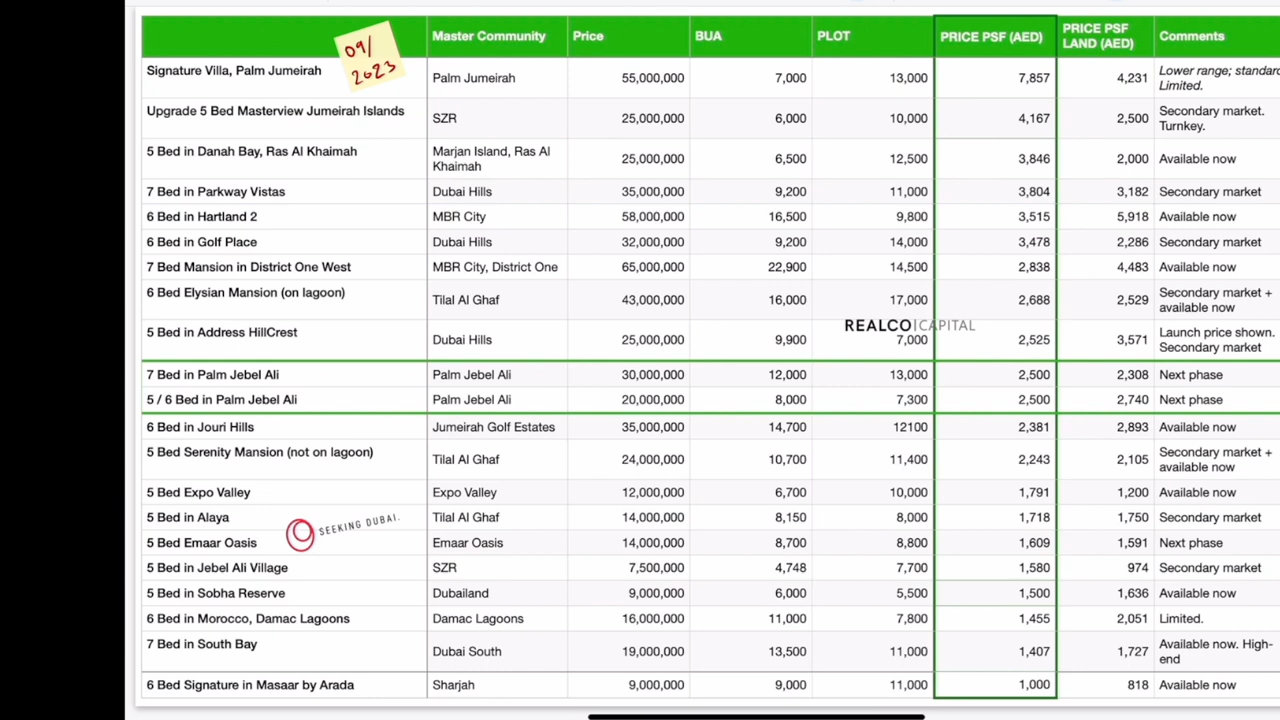 09/
2023
Master Community Price BUA PLOT PRICE PSF (AED) PRICE PSF LAND (AED) Comments
Signature Villa, Palm Jumeirah Palm Jumeirah 55,000,000 7,000 13,000 7,857 4,231 Lower range; standard Limited.
Upgrade 5 Bed Masterview Jumeirah Islands SZR 25,000,000 6,000 10,000 4,167 2,500 Secondary market. Turnkey.
5 Bed in Danah Bay, Ras Al Khaimah Marjan Island, Ras Al Khaimah 25,000,000 6,500 12,500 3,846 2,000 Available now
7 Bed in Parkway Vistas Dubai Hills 35,000,000 9,200 11,000 3,804 3,182 Secondary market
6 Bed in Hartland 2 MBR City 58,000,000 16,500 9,800 3,515 5,918 Available now
6 Bed in Golf Place Dubai Hills 32,000,000 9,200 14,000 3,478 2,286 Secondary market
7 Bed Mansion in District One West MBR City, District One 65,000,000 22,900 14,500 2,838 4,483 Available now
6 Bed Elysian Mansion (on lagoon) Tilal Al Ghaf 43,000,000 16,000 17,000 2,688 2,529 Secondary market + available now
REALCO|CAPITAL
5 Bed in Address HillCrest Dubai Hills 25,000,000 9,900 7,000 2,525 3,571 Launch price shown. Secondary market
7 Bed in Palm Jebel Ali Palm Jebel Ali 30,000,000 12,000 13,000 2,500 2,308 Next phase
5 / 6 Bed in Palm Jebel Ali Palm Jebel Ali 20,000,000 8,000 7,300 2,500 2,740 Next phase
6 Bed in Jouri Hills Jumeirah Golf Estates 35,000,000 14,700 12100 2,381 2,893 Available now
5 Bed Serenity Mansion (not on lagoon) Tilal Al Ghaf 24,000,000 10,700 11,400 2,243 2,105 Secondary market + available now
5 Bed Expo Valley Expo Valley 12,000,000 6,700 10,000 1,791 1,200 Available now
5 Bed in Alaya Tilal Al Ghaf 14,000,000 8,150 8,000 1,718 1,750 Secondary market
SEEKING DUBAI.
5 Bed Emaar Oasis Emaar Oasis 14,000,000 8,700 8,800 1,609 1,591 Next phase
5 Bed in Jebel Ali Village SZR 7,500,000 4,748 7,700 1,580 974 Secondary market
5 Bed in Sobha Reserve Dubailand 9,000,000 6,000 5,500 1,500 1,636 Available now
6 Bed in Morocco, Damac Lagoons Damac Lagoons 16,000,000 11,000 7,800 1,455 2,051 Limited.
7 Bed in South Bay Dubai South 19,000,000 13,500 11,000 1,407 1,727 Available now. High-end
6 Bed Signature in Masaar by Arada Sharjah 9,000,000 9,000 11,000 1,000 818 Available now